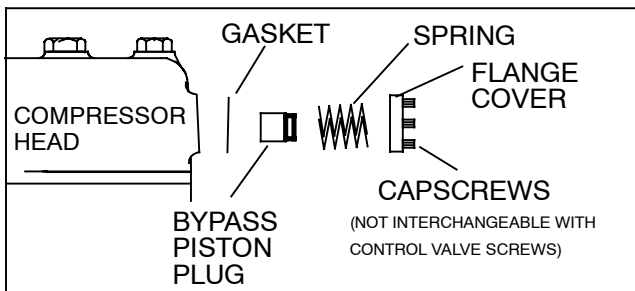 GASKET
SPRING
FLANGE
COVER
COMPRESSOR
HEAD
BYPASS
PISTON
PLUG
CAPSCREWS
(NOT INTERCHANGEABLE WITH
CONTROL VALVE SCREWS)